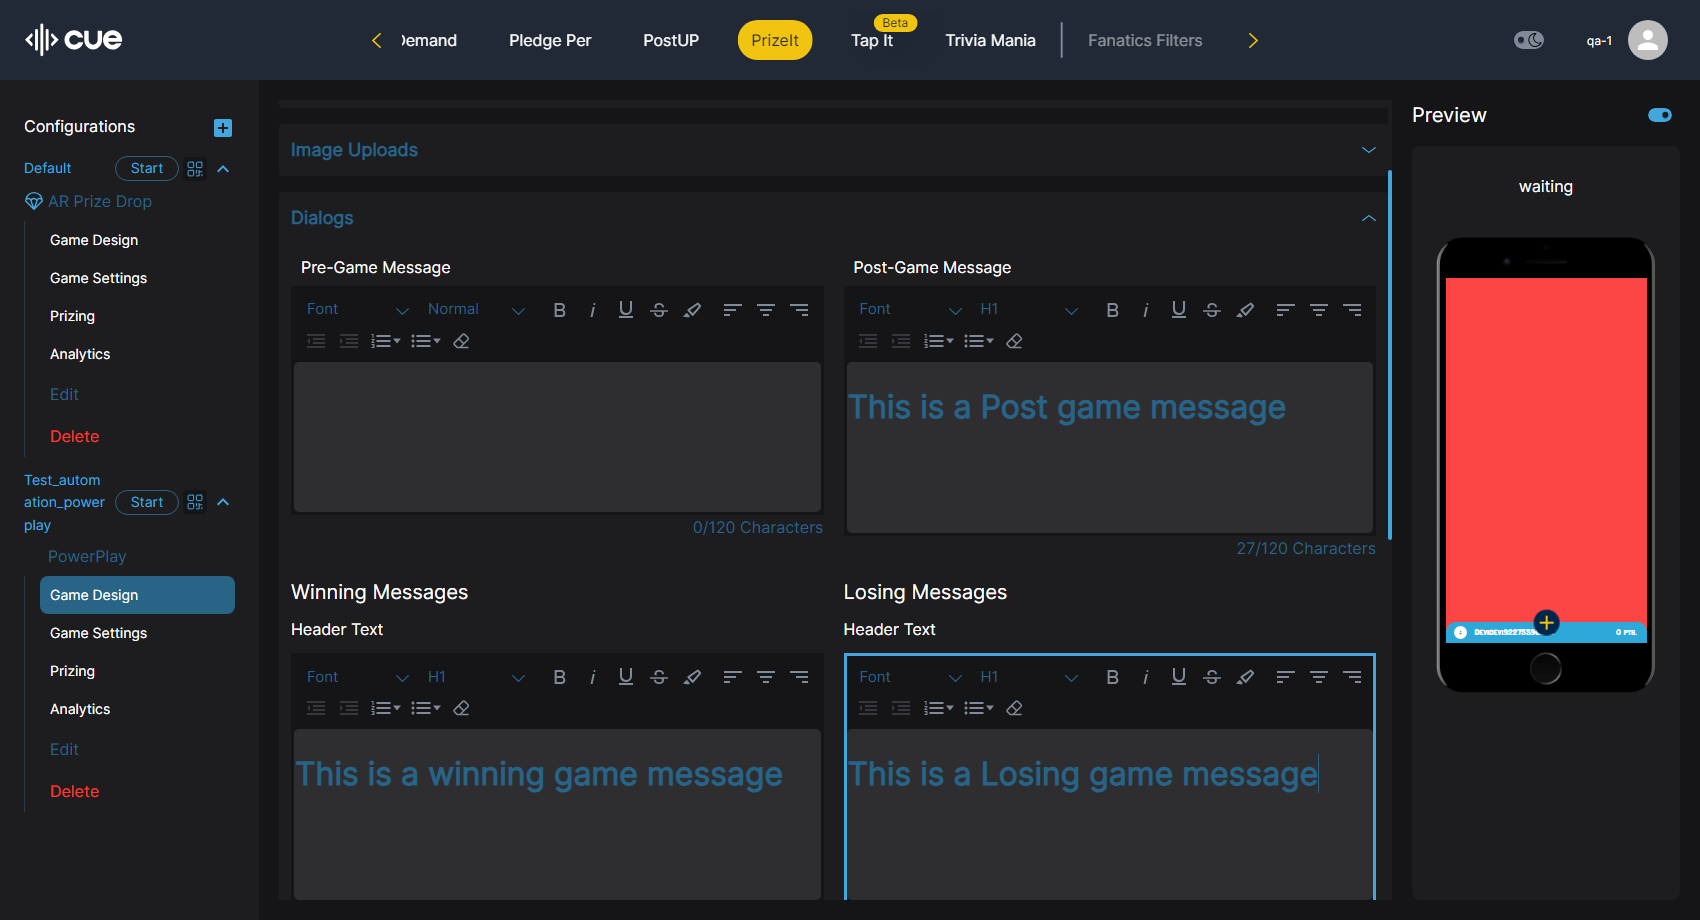 cue
Demand
Pledge Per
PostUP
PrizeIt
Beta
Tap It
Trivia Mania
Fanatics Filters
qa-1
Configurations
Default
Start
AR Prize Drop
Game Design
Game Settings
Prizing
Analytics
Edit
Delete
Test_autom
ation_power
play
Start
PowerPlay
Game Design
Game Settings
Prizing
Analytics
Edit
Delete
Image Uploads
Dialogs
Pre-Game Message
Font Normal
0/120 Characters
Post-Game Message
Font H1
This is a Post game message
27/120 Characters
Winning Messages
Header Text
Font H1
This is a winning game message
Losing Messages
Header Text
Font H1
This is a Losing game message
Preview
waiting
0 PTS.